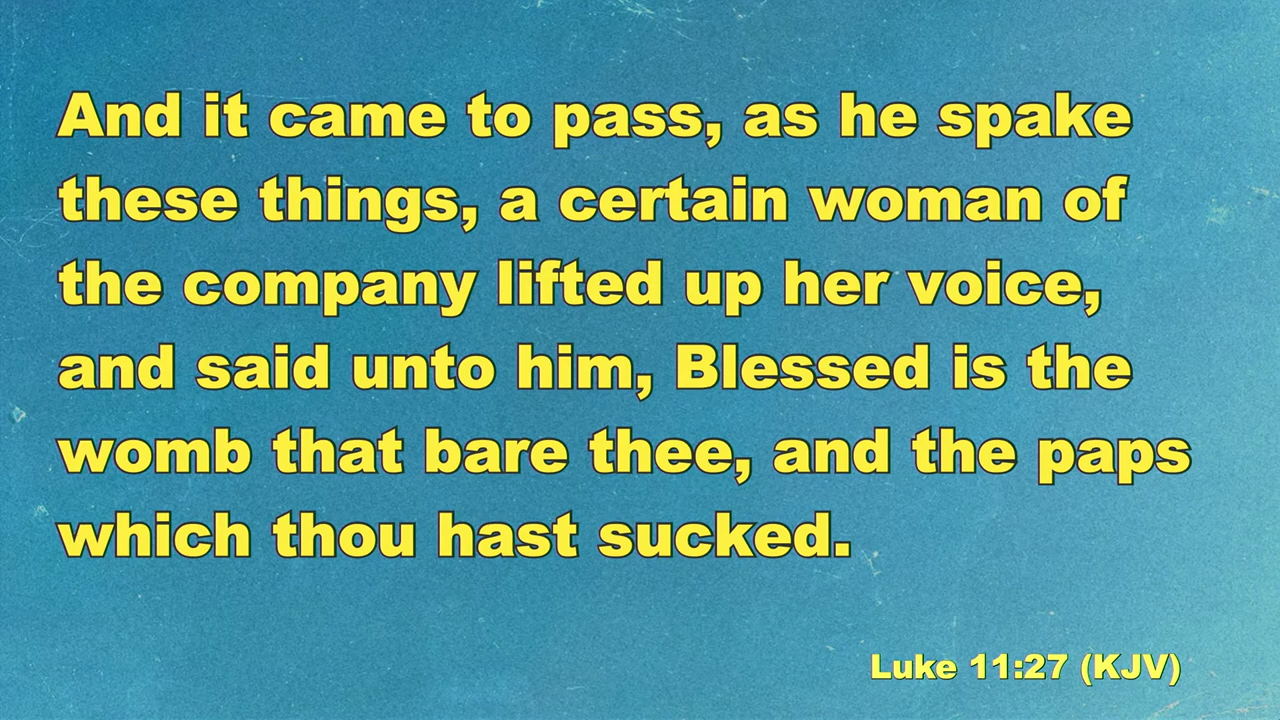 And it came to pass, as he spake
these things, a certain woman of
the company lifted up her voice,
and said unto him, Blessed is the
womb that bare thee, and the paps
which thou hast sucked.
Luke 11:27 (KJV)